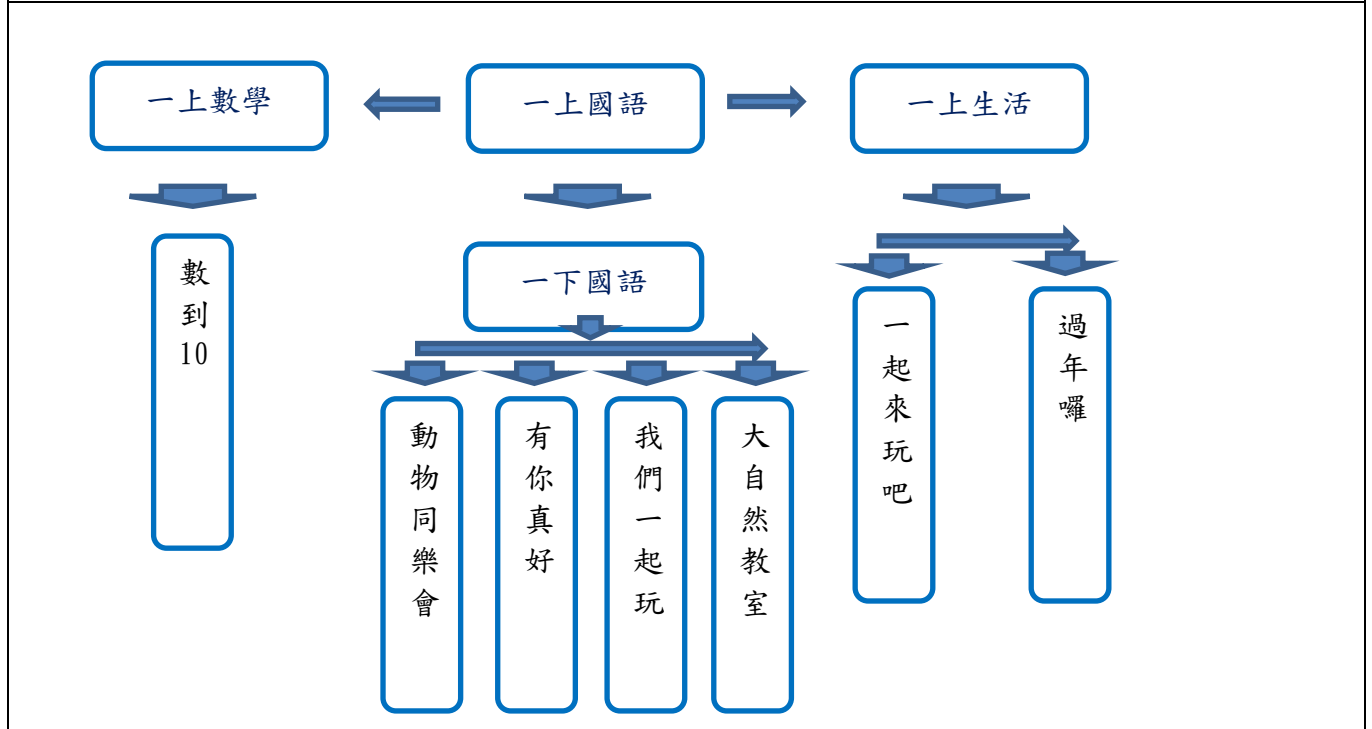 一上數學
一上國語
一上生活
數到10
一下國語
動物同樂會
有你真好
我們一起玩
大自然教室
一起來玩吧
過年囉